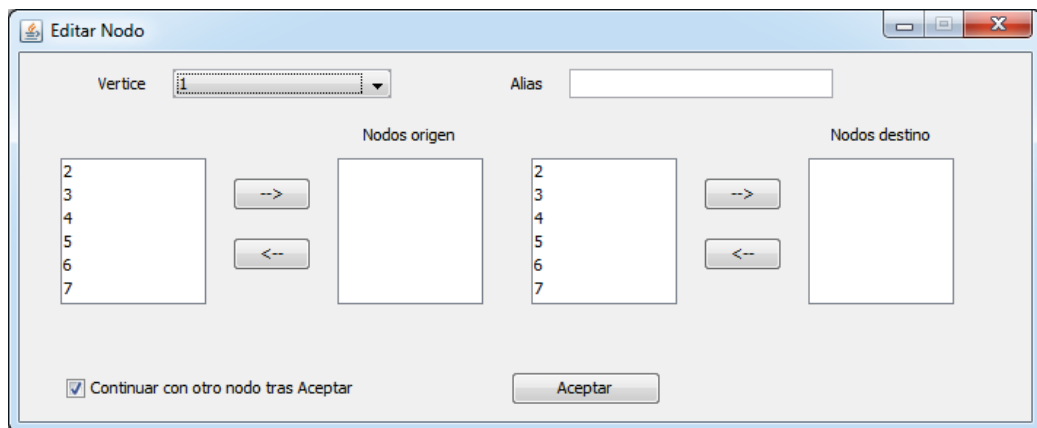 Editar Nodo
Vertice 1 Alias
Nodos origen Nodos destino
2 2
3 --> 3 -->
4 4
5 <-- 5 <--
6 6
7 7
Continuar con otro nodo tras Aceptar Aceptar